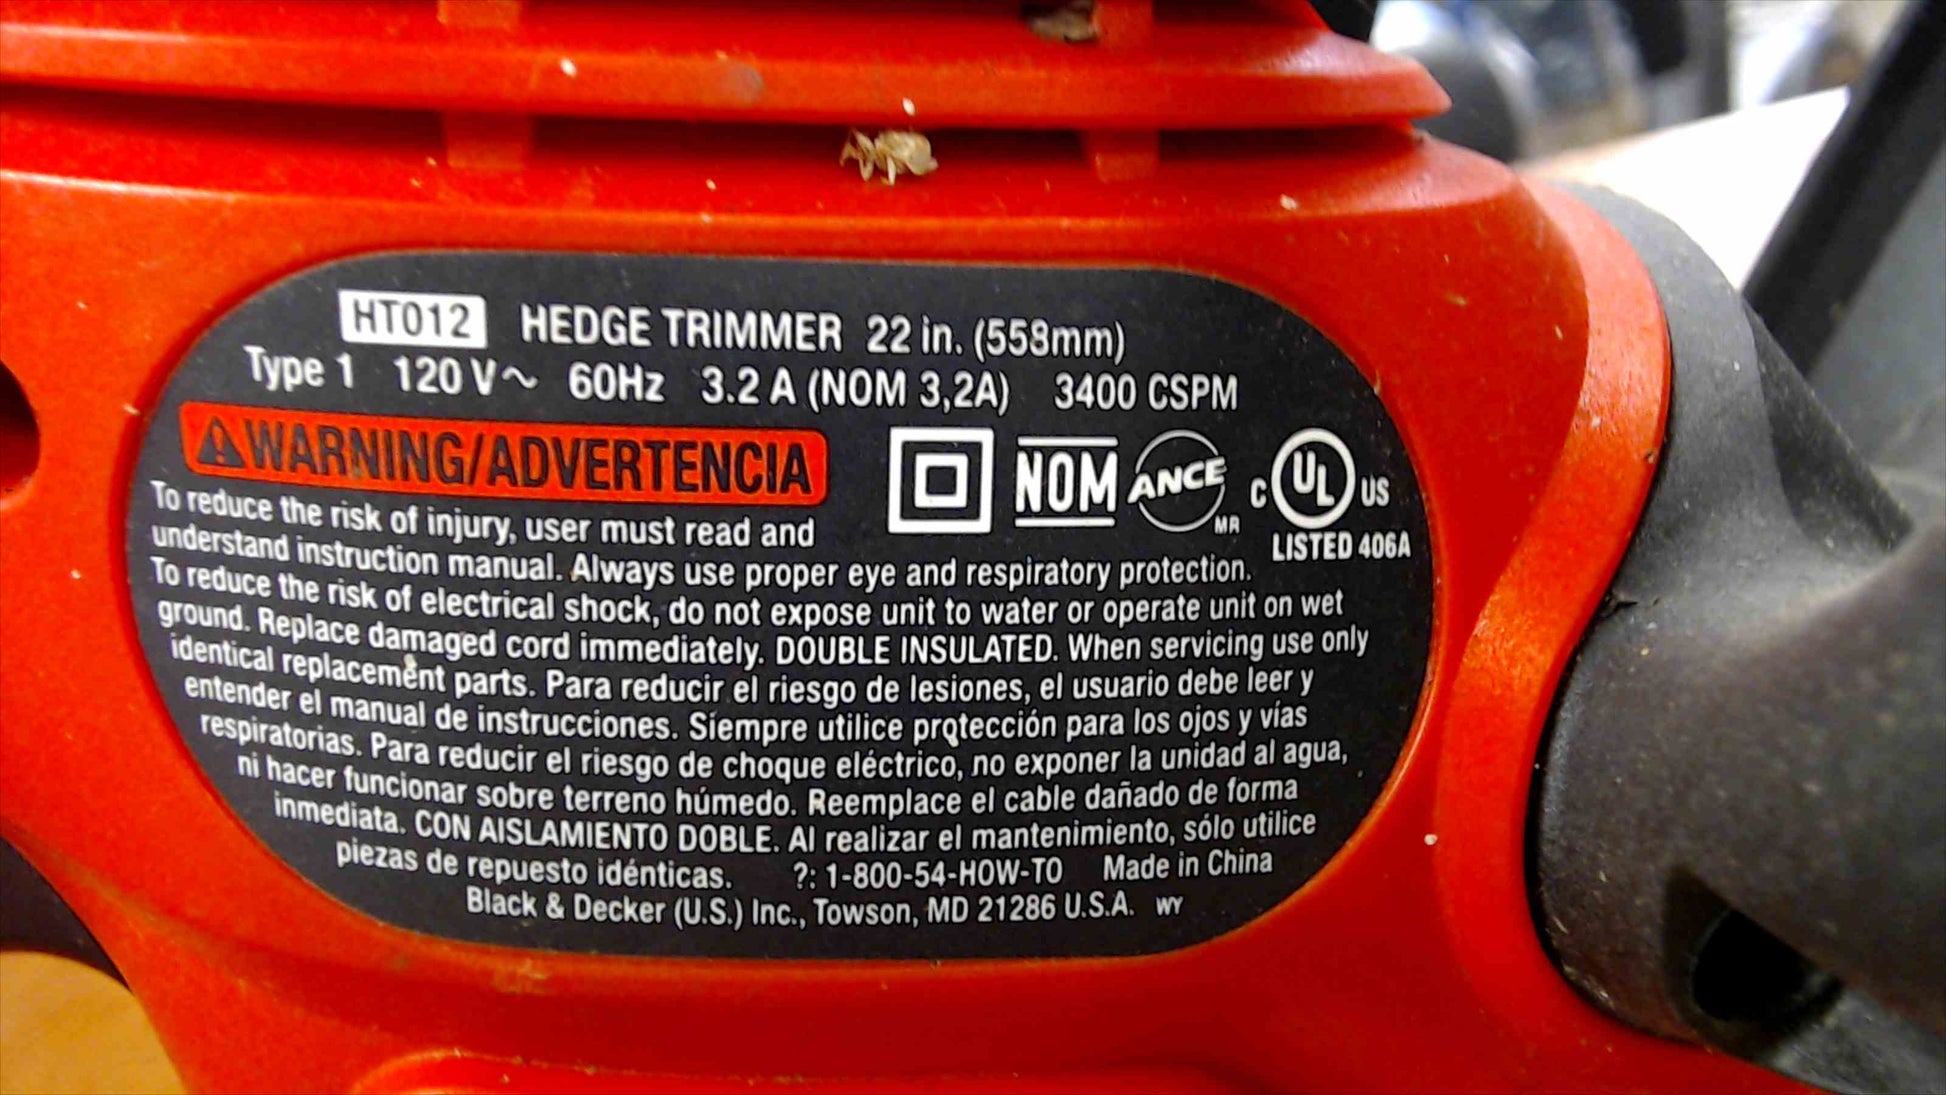 HT012 HEDGE TRIMMER 22 in. (558mm)
Type 1 120 V~ 60Hz 3.2 A (NOM 3,2A) 3400 CSPM
WARNING/ADVERTENCIA
NOM ANCE MR C UL US
LISTED 406A
To reduce the risk of injury, user must read and
understand instruction manual. Always use proper eye and respiratory protection.
To reduce the risk of electrical shock, do not expose unit to water or operate unit on wet
ground. Replace damaged cord immediately. DOUBLE INSULATED. When servicing use only
identical replacement parts. Para reducir el riesgo de lesiones, el usuario debe leer y
entender el manual de instrucciones. Síempre utilice protección para los ojos y vías
respiratorias. Para reducir el riesgo de choque eléctrico, no exponer la unidad al agua,
ni hacer funcionar sobre terreno húmedo. Reemplace el cable dañado de forma
inmediata. CON AISLAMIENTO DOBLE. Al realizar el mantenimiento, sólo utilice
piezas de repuesto idénticas. ?: 1-800-54-HOW-TO Made in China
Black & Decker (U.S.) Inc., Towson, MD 21286 U.S.A. WY